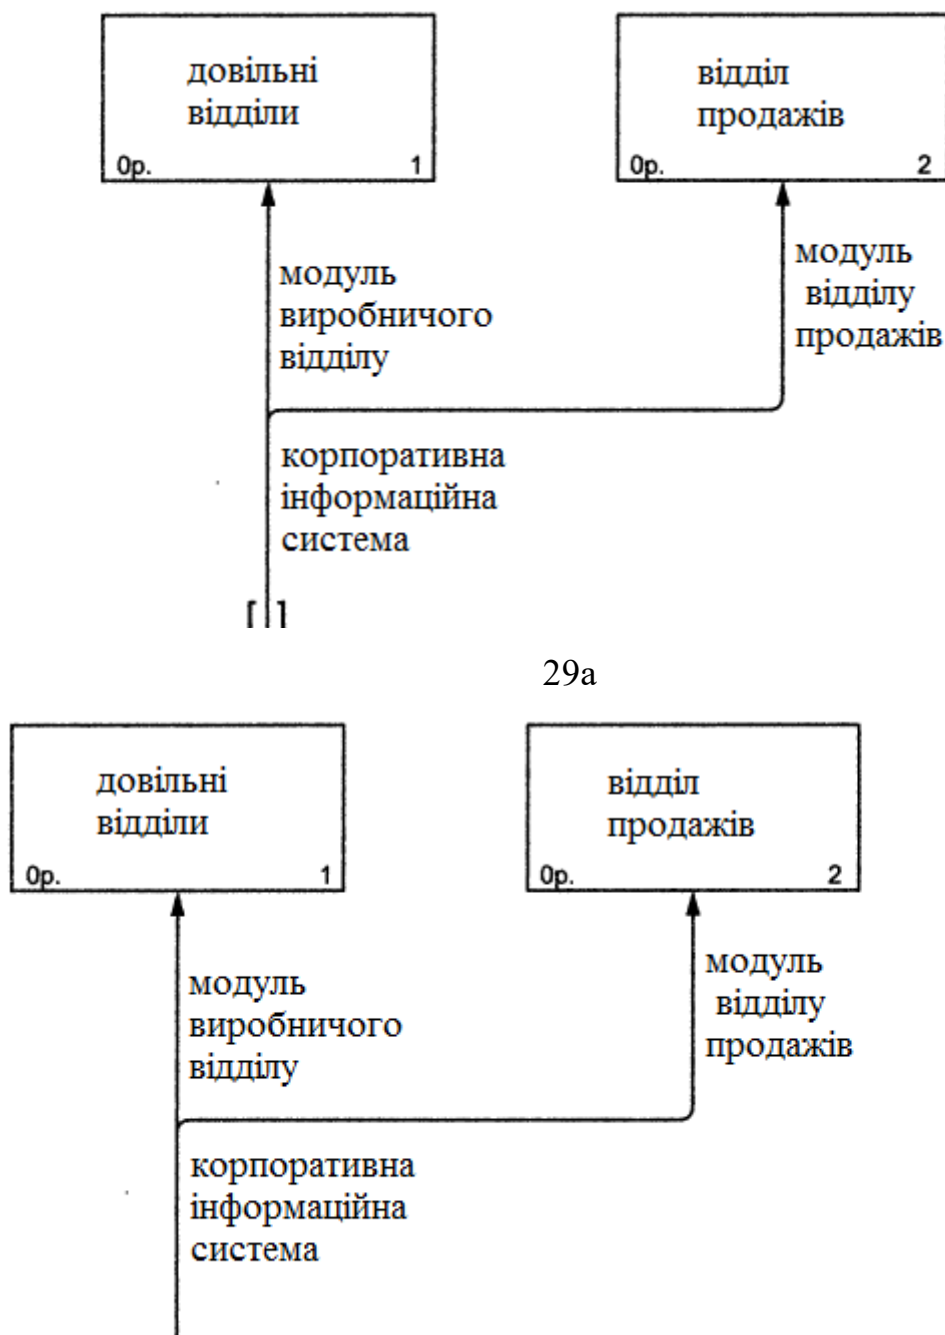 довільні
відділи
0р.
1
відділ
продажів
0р.
2
модуль
виробничого
відділу
модуль
відділу
продажів
корпоративна
інформаційна
система
[ ]
29а
довільні
відділи
0р.
1
відділ
продажів
0р.
2
модуль
виробничого
відділу
модуль
відділу
продажів
корпоративна
інформаційна
система